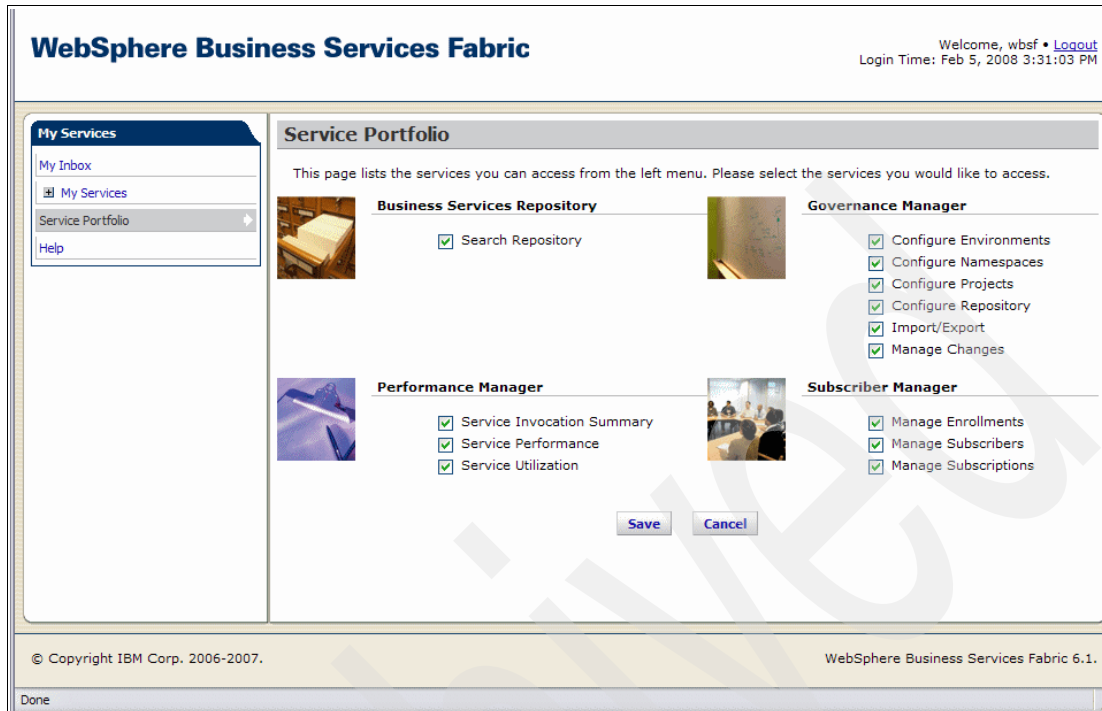 WebSphere Business Services Fabric
Welcome, wbsf • Logout
Login Time: Feb 5, 2008 3:31:03 PM
My Services
My Inbox
My Services
Service Portfolio
Help
Service Portfolio
This page lists the services you can access from the left menu. Please select the services you would like to access.
Business Services Repository
Search Repository
Governance Manager
Configure Environments
Configure Namespaces
Configure Projects
Configure Repository
Import/Export
Manage Changes
Performance Manager
Service Invocation Summary
Service Performance
Service Utilization
Subscriber Manager
Manage Enrollments
Manage Subscribers
Manage Subscriptions
Save Cancel
© Copyright IBM Corp. 2006-2007.
WebSphere Business Services Fabric 6.1.
Done